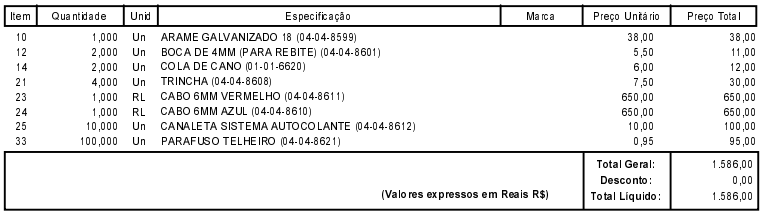 Item Quantidade Unid Especificação Marca Preço Unitário Preço Total
10 1,000 Un ARAME GALVANIZADO 18 (04-04-8599) 38,00 38,00
12 2,000 Un BOCA DE 4MM (PARA REBITE) (04-04-8601) 5,50 11,00
14 2,000 Un COLA DE CANO (01-01-6620) 6,00 12,00
21 4,000 Un TRINCHA (04-04-8608) 7,50 30,00
23 1,000 RL CABO 6MM VERMELHO (04-04-8611) 650,00 650,00
24 1,000 RL CABO 6MM AZUL (04-04-8610) 650,00 650,00
25 10,000 Un CANALETA SISTEMA AUTOCOLANTE (04-04-8612) 10,00 100,00
33 100,000 Un PARAFUSO TELHEIRO (04-04-8621) 0,95 95,00
Total Geral: 1.586,00
Desconto: 0,00
(Valores expressos em Reais R$) Total Líquido: 1.586,00